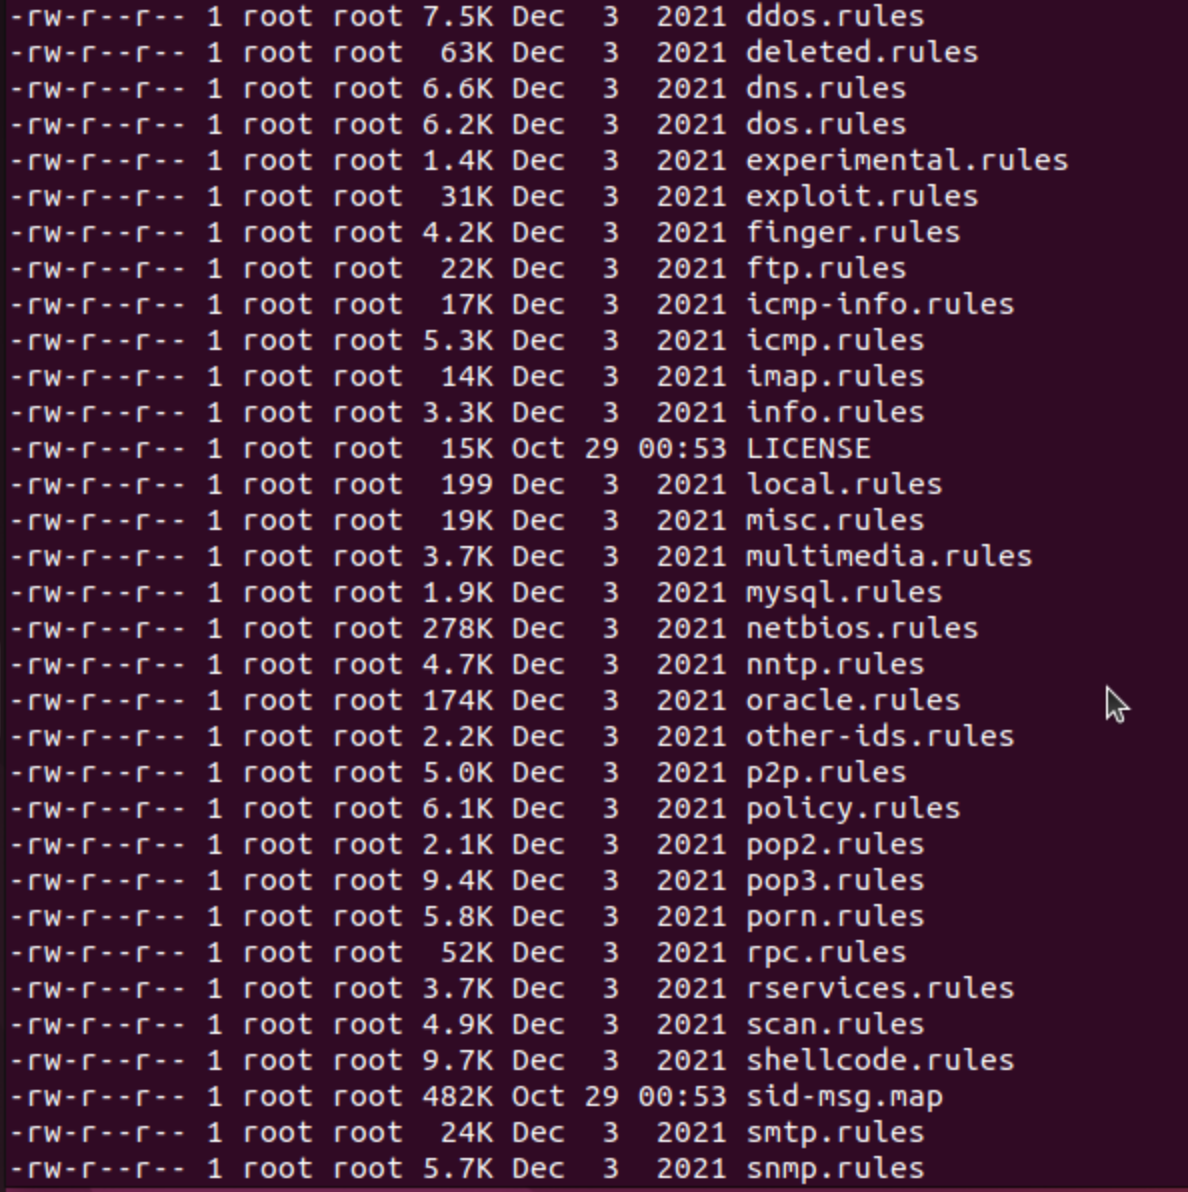 -rw-r--r-- 1 root root 7.5K Dec  3  2021 ddos.rules
-rw-r--r-- 1 root root  63K Dec  3  2021 deleted.rules
-rw-r--r-- 1 root root 6.6K Dec  3  2021 dns.rules
-rw-r--r-- 1 root root 6.2K Dec  3  2021 dos.rules
-rw-r--r-- 1 root root 1.4K Dec  3  2021 experimental.rules
-rw-r--r-- 1 root root  31K Dec  3  2021 exploit.rules
-rw-r--r-- 1 root root 4.2K Dec  3  2021 finger.rules
-rw-r--r-- 1 root root  22K Dec  3  2021 ftp.rules
-rw-r--r-- 1 root root  17K Dec  3  2021 icmp-info.rules
-rw-r--r-- 1 root root 5.3K Dec  3  2021 icmp.rules
-rw-r--r-- 1 root root  14K Dec  3  2021 imap.rules
-rw-r--r-- 1 root root 3.3K Dec  3  2021 info.rules
-rw-r--r-- 1 root root  15K Oct 29 00:53 LICENSE
-rw-r--r-- 1 root root  199 Dec  3  2021 local.rules
-rw-r--r-- 1 root root  19K Dec  3  2021 misc.rules
-rw-r--r-- 1 root root 3.7K Dec  3  2021 multimedia.rules
-rw-r--r-- 1 root root 1.9K Dec  3  2021 mysql.rules
-rw-r--r-- 1 root root 278K Dec  3  2021 netbios.rules
-rw-r--r-- 1 root root 4.7K Dec  3  2021 nntp.rules
-rw-r--r-- 1 root root 174K Dec  3  2021 oracle.rules
-rw-r--r-- 1 root root 2.2K Dec  3  2021 other-ids.rules
-rw-r--r-- 1 root root 5.0K Dec  3  2021 p2p.rules
-rw-r--r-- 1 root root 6.1K Dec  3  2021 policy.rules
-rw-r--r-- 1 root root 2.1K Dec  3  2021 pop2.rules
-rw-r--r-- 1 root root 9.4K Dec  3  2021 pop3.rules
-rw-r--r-- 1 root root 5.8K Dec  3  2021 porn.rules
-rw-r--r-- 1 root root  52K Dec  3  2021 rpc.rules
-rw-r--r-- 1 root root 3.7K Dec  3  2021 rservices.rules
-rw-r--r-- 1 root root 4.9K Dec  3  2021 scan.rules
-rw-r--r-- 1 root root 9.7K Dec  3  2021 shellcode.rules
-rw-r--r-- 1 root root 482K Oct 29 00:53 sid-msg.map
-rw-r--r-- 1 root root  24K Dec  3  2021 smtp.rules
-rw-r--r-- 1 root root 5.7K Dec  3  2021 snmp.rules